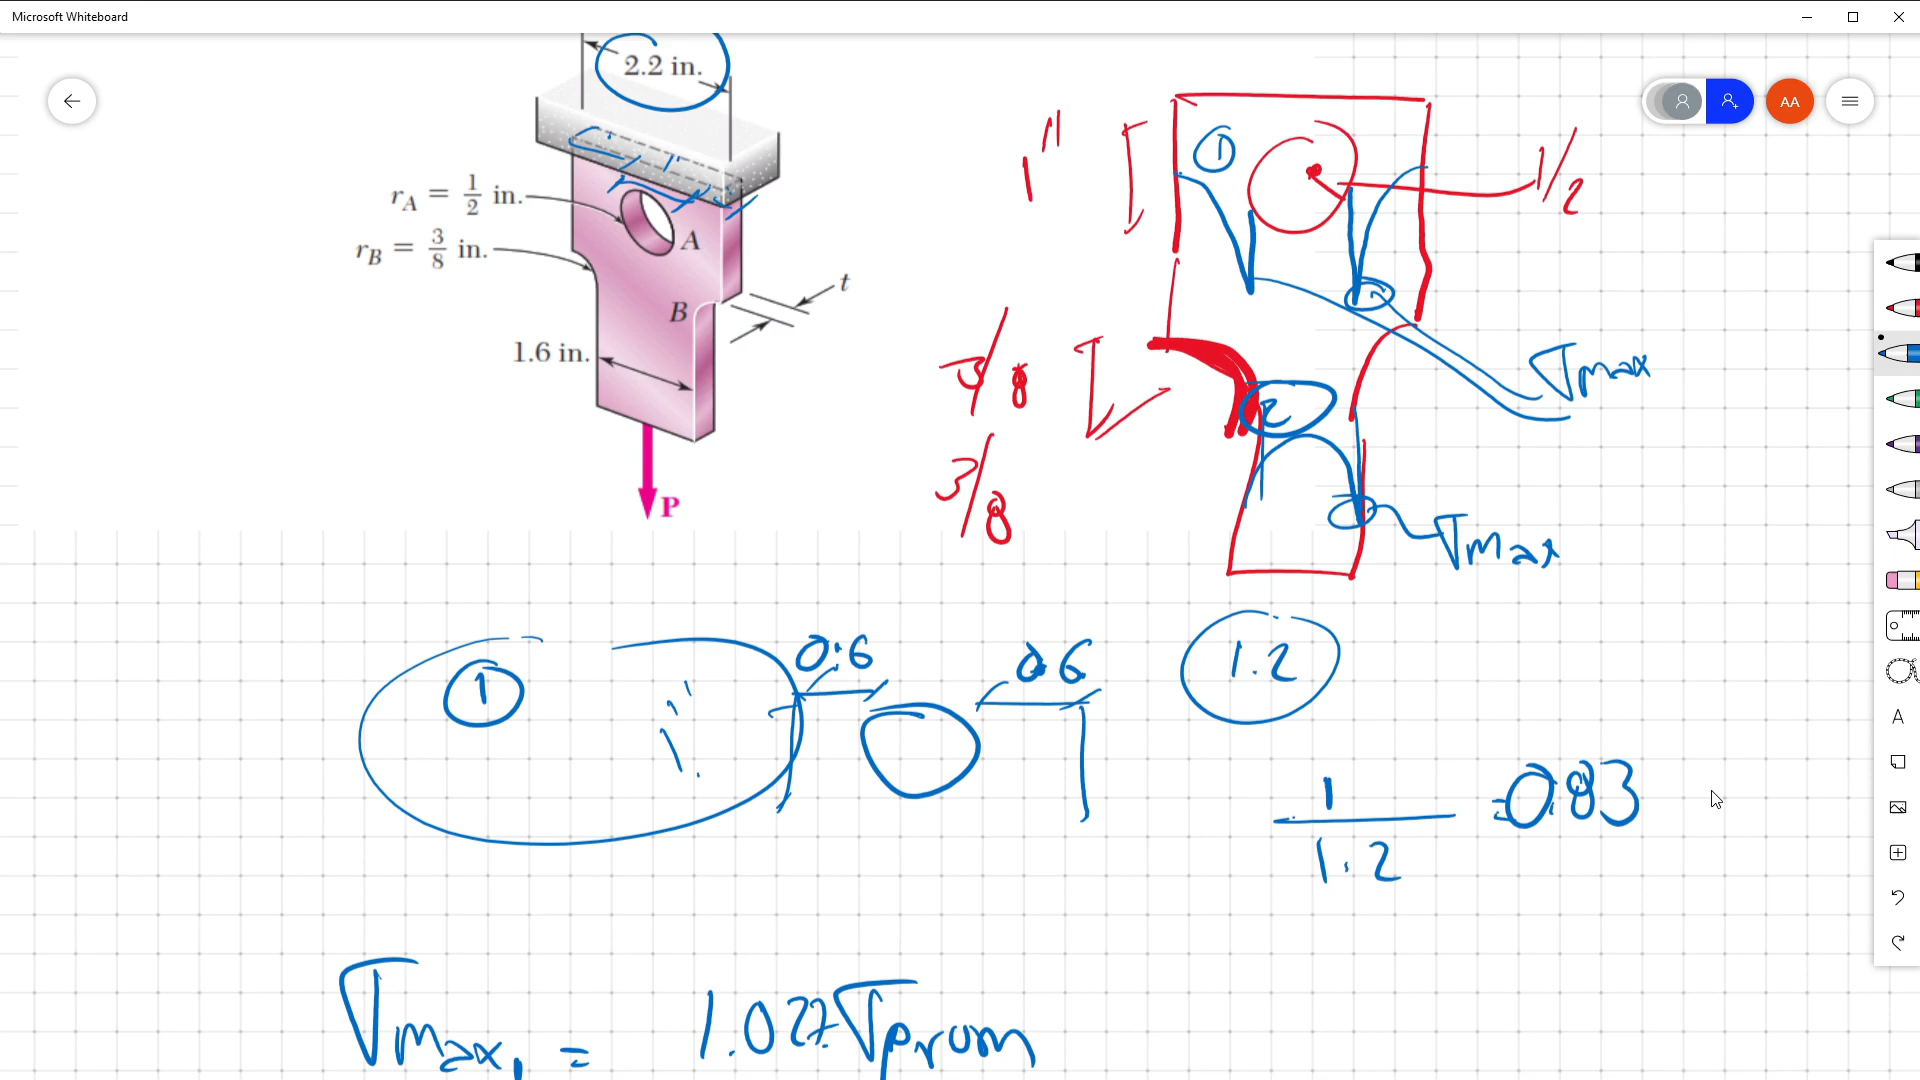 Microsoft Whiteboard
2.2 in.
r_A = 1/2 in.
A
r_B = 3/8 in.
B
t
1.6 in.
P
1"
①
1/2
3/8
3/8
②
σmax
σmax
AA
①
0.6
0.6
1.2
1
1.2
=0.83
σmax1 = 1.027σprom
A